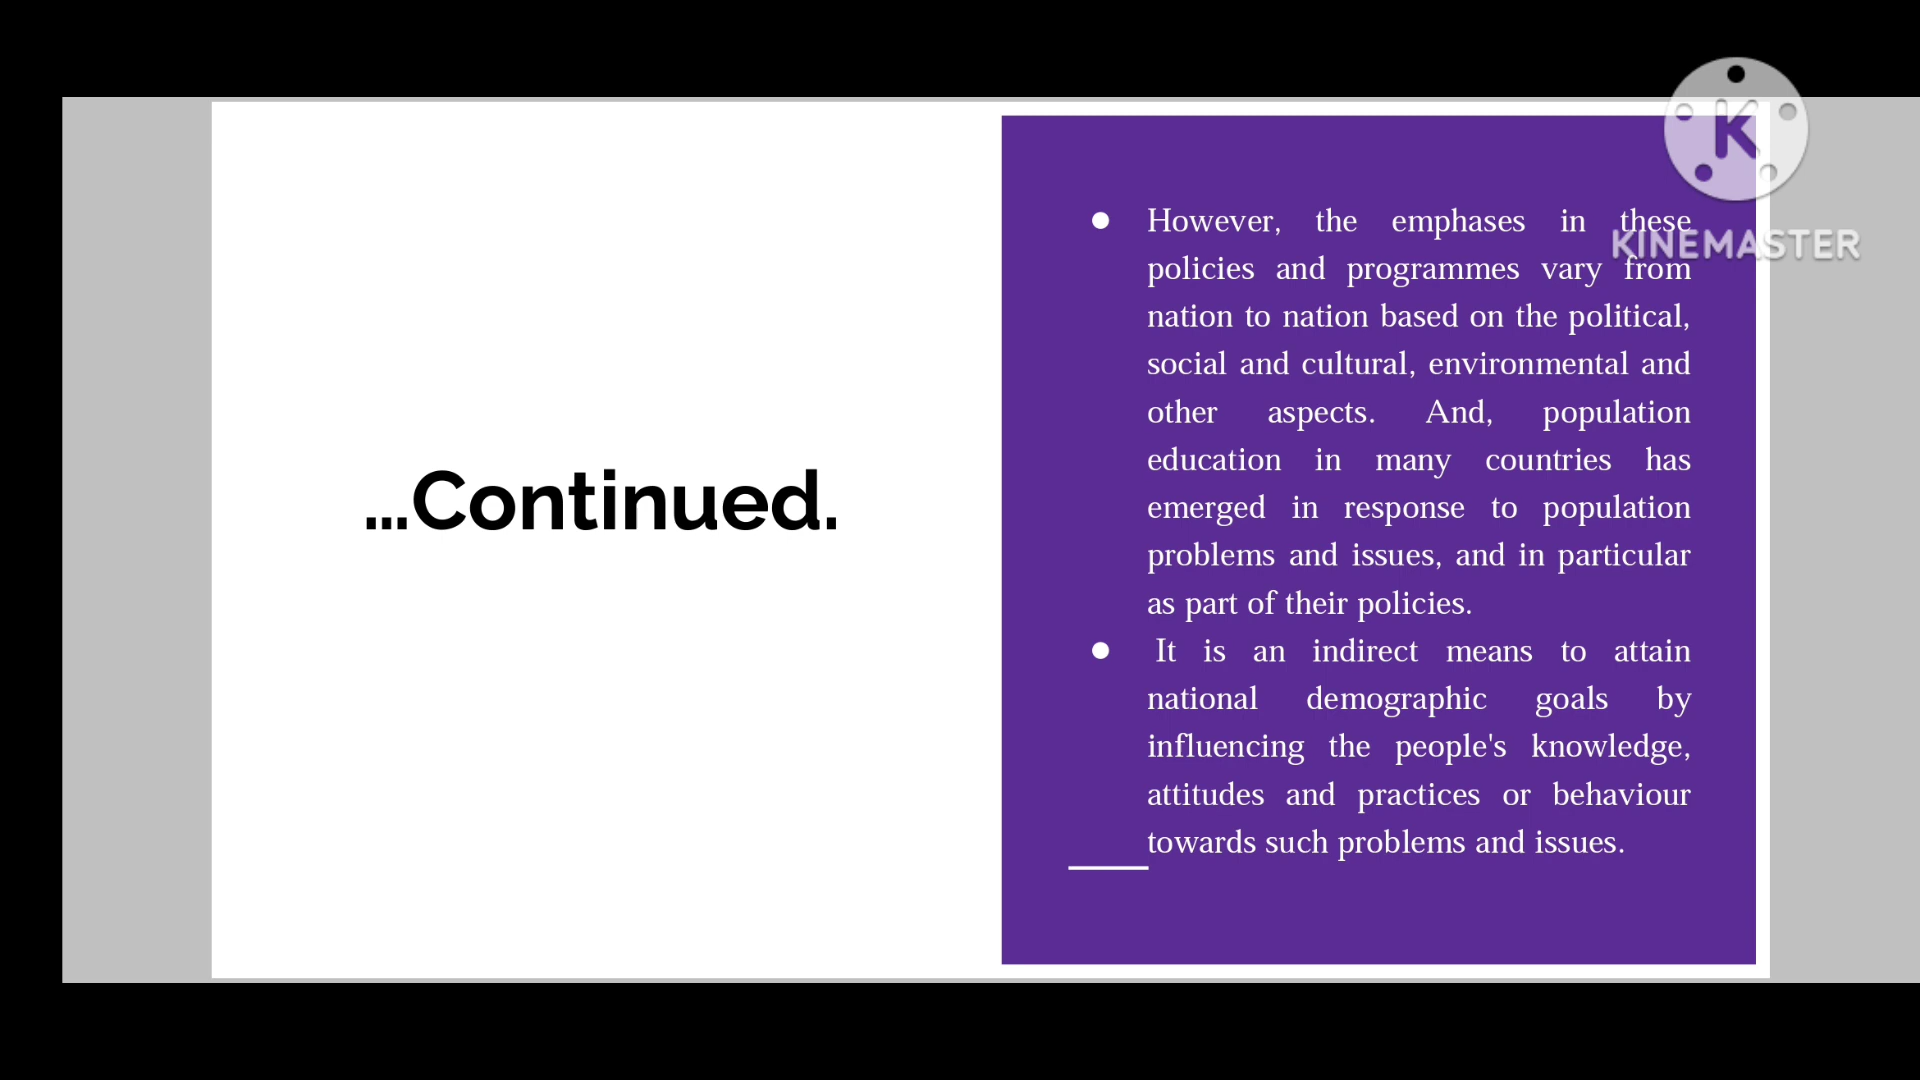 ...Continued.
● However, the emphases in these
policies and programmes vary from
nation to nation based on the political,
social and cultural, environmental and
other aspects. And, population
education in many countries has
emerged in response to population
problems and issues, and in particular
as part of their policies.
● It is an indirect means to attain
national demographic goals by
influencing the people's knowledge,
attitudes and practices or behaviour
towards such problems and issues.
K
KINEMASTER